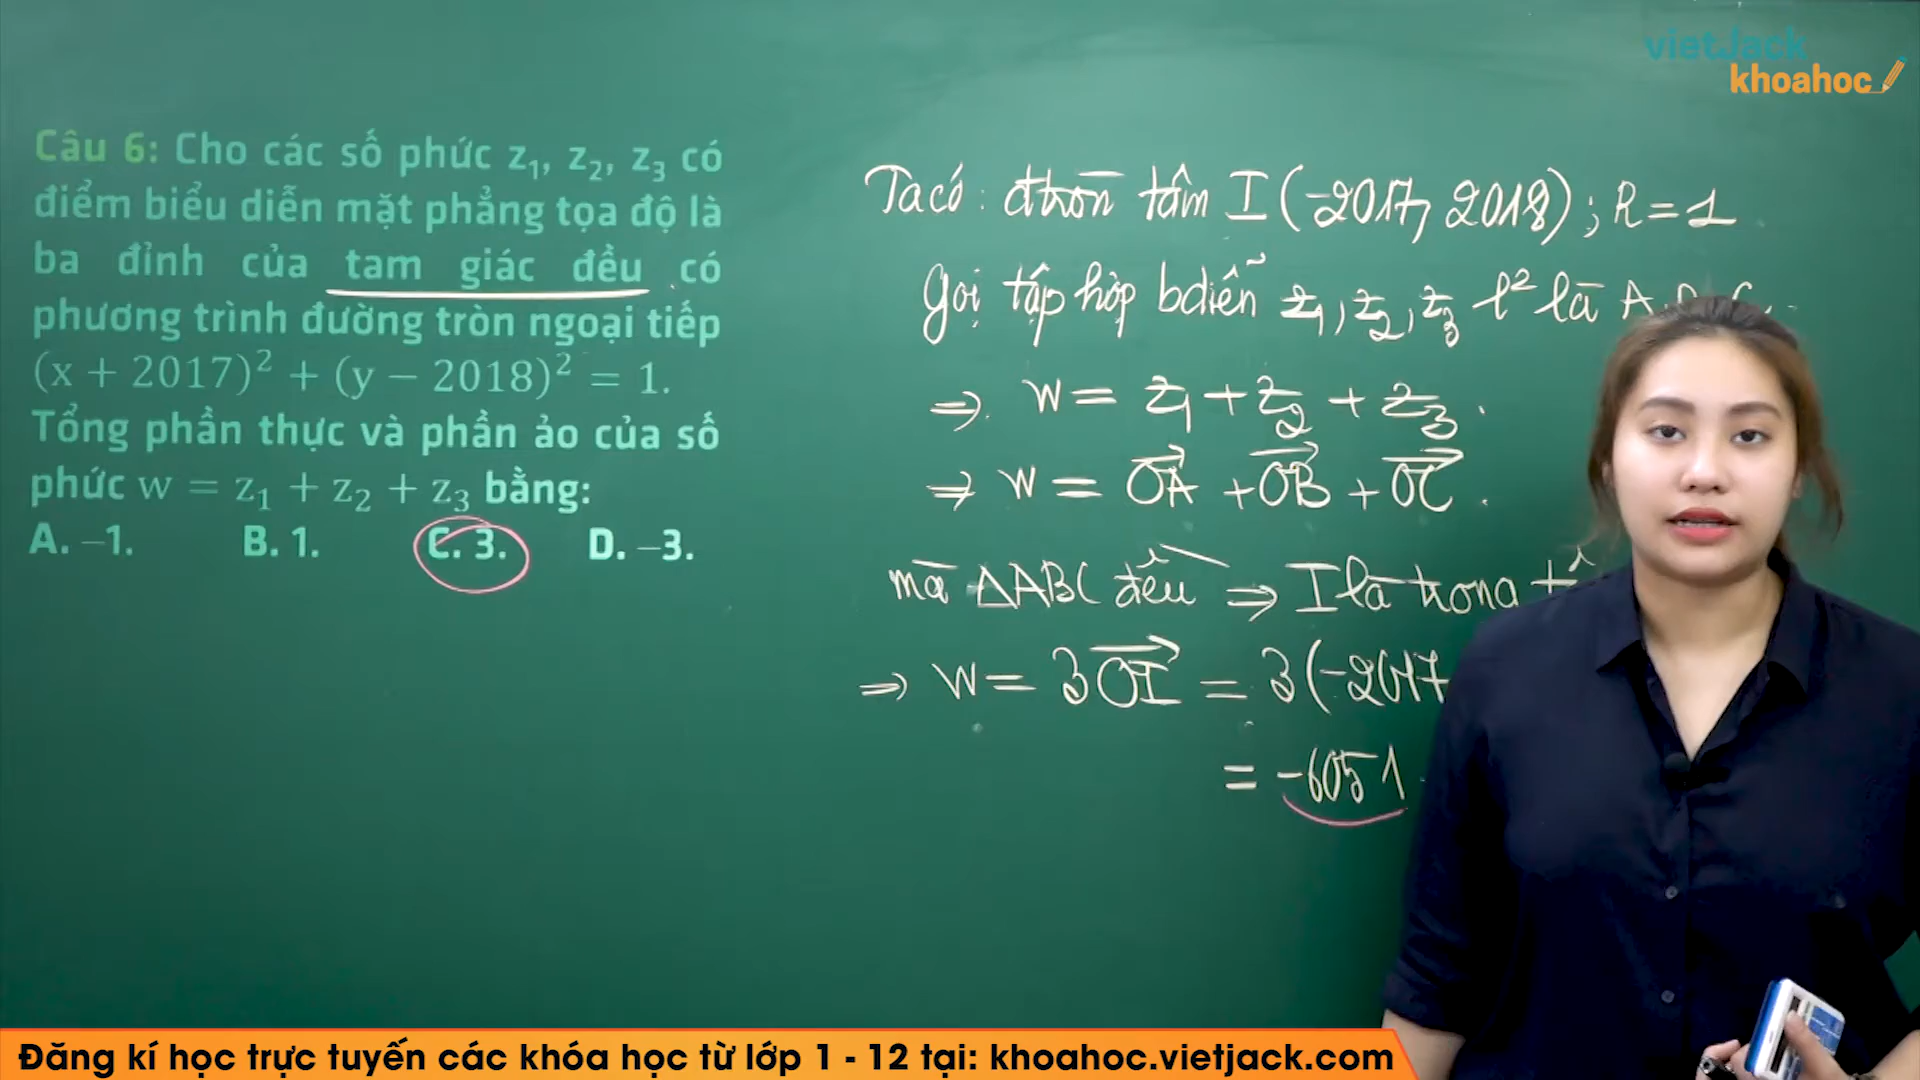 vietJack
khoahoc
Câu 6: Cho các số phức z₁, z₂, z₃ có
điểm biểu diễn mặt phẳng tọa độ là
ba đỉnh của tam giác đều có
phương trình đường tròn ngoại tiếp
(x + 2017)² + (y − 2018)² = 1.
Tổng phần thực và phần ảo của số
phức w = z₁ + z₂ + z₃ bằng:
A. –1. B. 1. C. 3. D. –3.
Ta có: đtròn tâm I (-2017, 2018); R = 1
Gọi tập hợp bdiễn z₁, z₂, z₃ l² là A
⇒ w = z₁ + z₂ + z₃.
⇒ w = OA + OB + OC.
mà ΔABC đều ⇒ I là trọng
⇒ w = 3OI = 3(-2017
= -6051
Đăng kí học trực tuyến các khóa học từ lớp 1 - 12 tại: khoahoc.vietjack.com